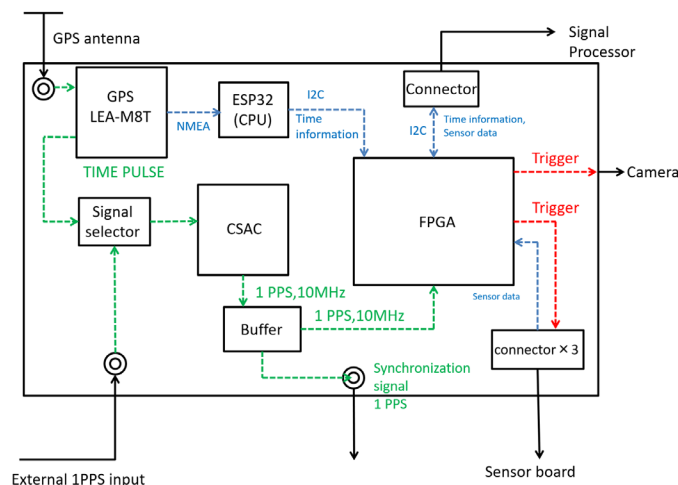 GPS antenna
Signal
Processor
GPS
LEA-M8T
ESP32
(CPU)
Connector
I2C
NMEA
Time
information
I2C
Time information,
Sensor data
TIME PULSE
Trigger
Camera
Signal
selector
CSAC
FPGA
Trigger
1 PPS,10MHz
1 PPS,10MHz
Sensor data
Buffer
connector×3
Synchronization
signal
1 PPS
External 1PPS input
Sensor board